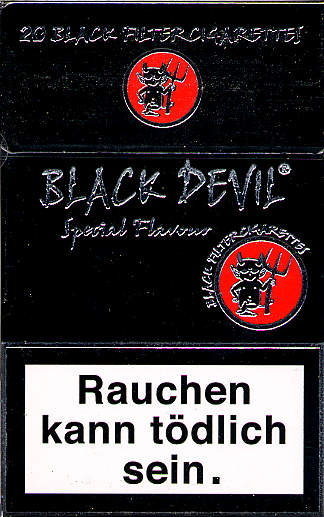 20 BLACK FILTERCIGARETTES
BLACK DEVIL®
Special Flavour
BLACK FILTERCIGARETTES
Rauchen
kann tödlich
sein.